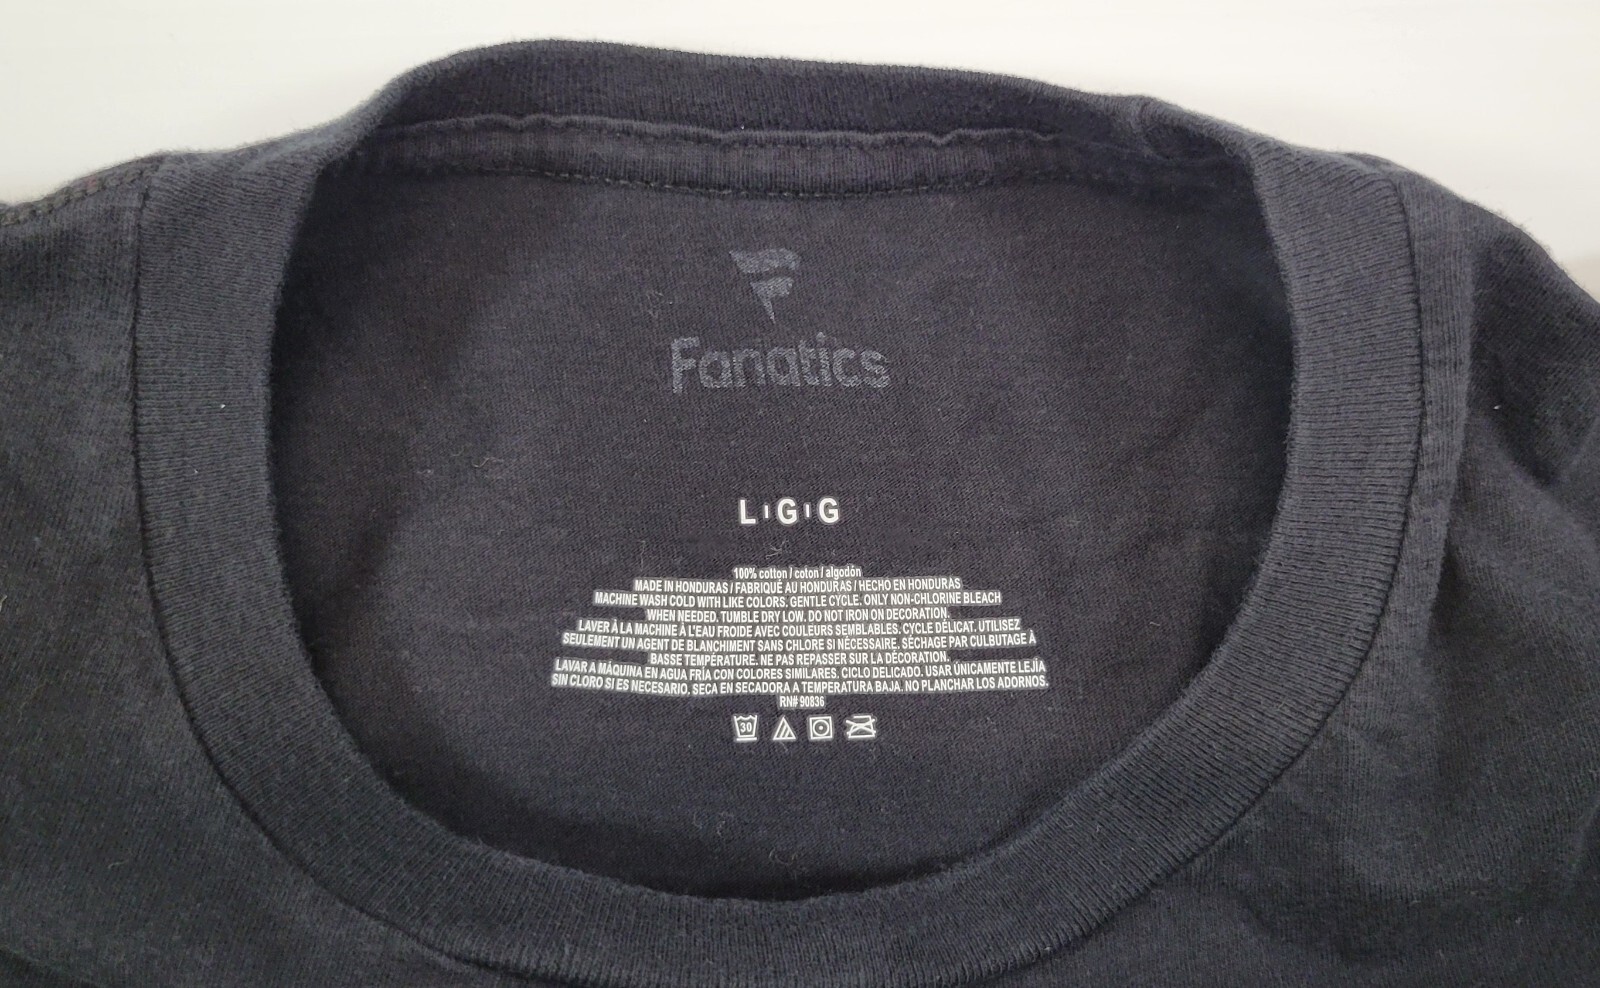 Fanatics
L I G I G
100% cotton / coton / algodón
MADE IN HONDURAS / FABRIQUÉ AU HONDURAS / HECHO EN HONDURAS
MACHINE WASH COLD WITH LIKE COLORS. GENTLE CYCLE. ONLY NON-CHLORINE BLEACH
WHEN NEEDED. TUMBLE DRY LOW. DO NOT IRON ON DECORATION.
LAVER À LA MACHINE À L'EAU FROIDE AVEC COULEURS SEMBLABLES. CYCLE DÉLICAT. UTILISEZ
SEULEMENT UN AGENT DE BLANCHIMENT SANS CHLORE SI NÉCESSAIRE. SÉCHAGE PAR CULBUTAGE À
BASSE TEMPÉRATURE. NE PAS REPASSER SUR LA DÉCORATION.
LAVAR A MÁQUINA EN AGUA FRÍA CON COLORES SIMILARES. CICLO DELICADO. USAR ÚNICAMENTE LEJÍA
SIN CLORO SI ES NECESARIO. SECA EN SECADORA A TEMPERATURA BAJA. NO PLANCHAR LOS ADORNOS.
RN# 90836
30